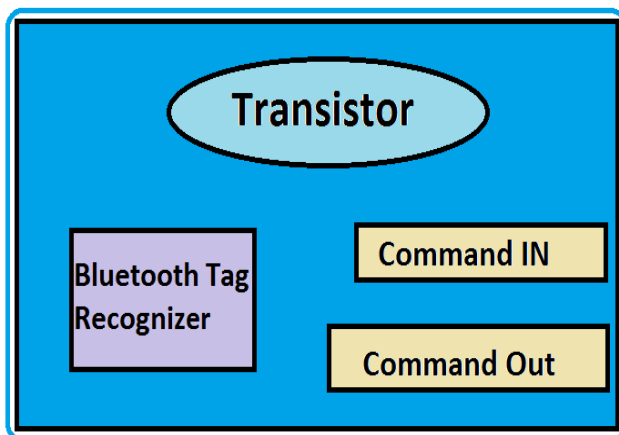 Transistor
Bluetooth Tag
Recognizer
Command IN
Command Out